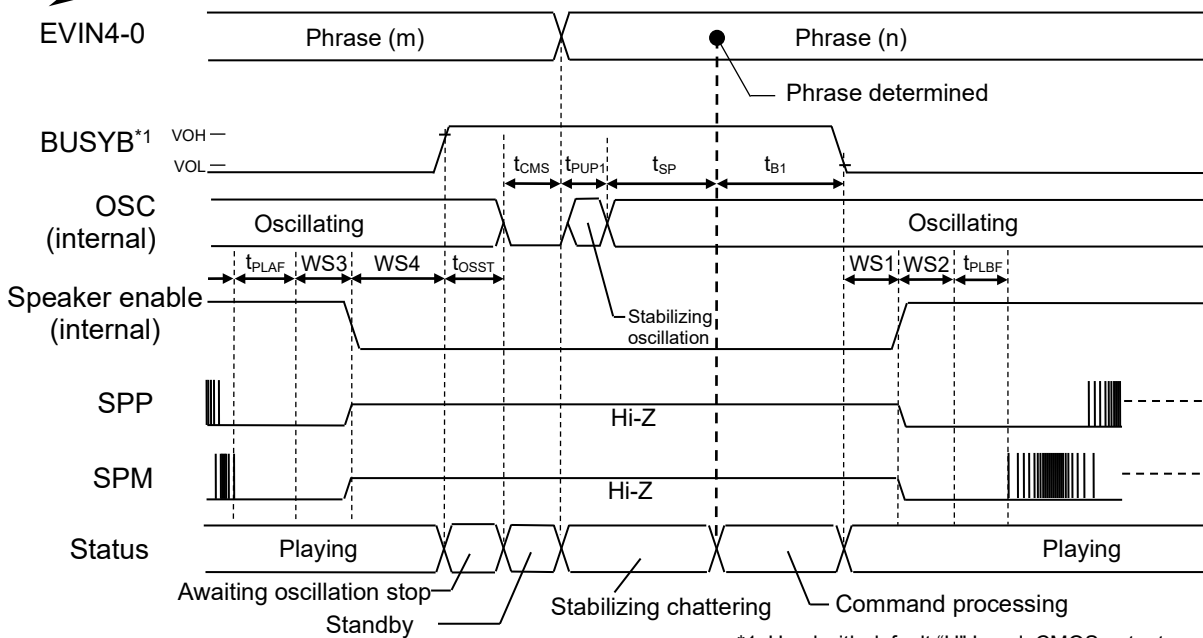 EVIN4-0
Phrase (m)
Phrase (n)
Phrase determined
BUSYB*1
VOH
VOL
tCMS
tPUP1
tSP
tB1
OSC
(internal)
Oscillating
Oscillating
tPLAF
WS3
WS4
tOSST
WS1
WS2
tPLBF
Speaker enable
(internal)
Stabilizing
oscillation
SPP
Hi-Z
SPM
Hi-Z
Status
Playing
Playing
Awaiting oscillation stop
Standby
Stabilizing chattering
Command processing